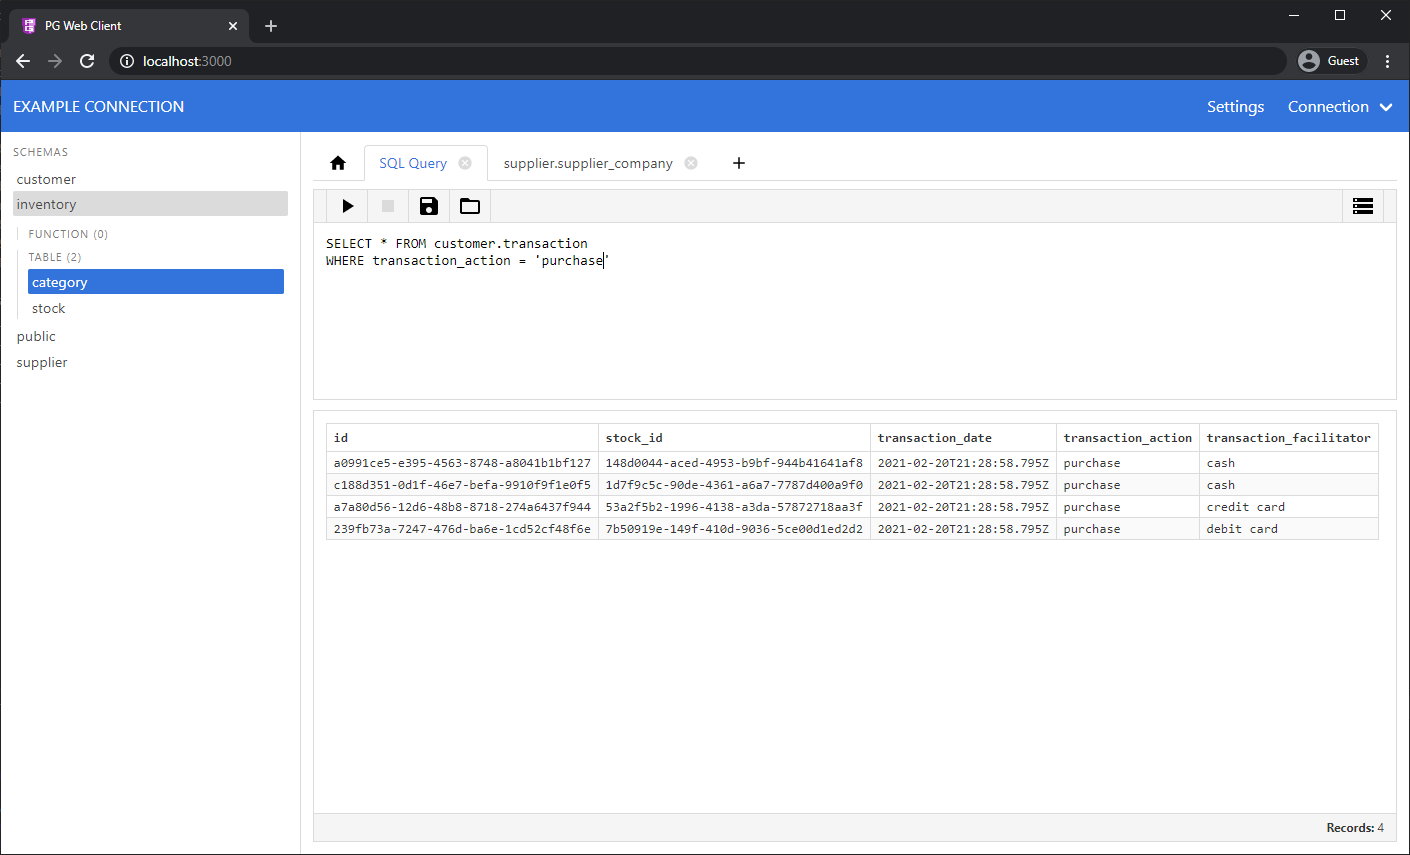 PG Web Client
localhost:3000
Guest
EXAMPLE CONNECTION
Settings
Connection
SCHEMAS
customer
inventory
FUNCTION (0)
TABLE (2)
category
stock
public
supplier
SQL Query
supplier.supplier_company
SELECT * FROM customer.transaction
WHERE transaction_action = 'purchase'
id stock_id transaction_date transaction_action transaction_facilitator
a0991ce5-e395-4563-8748-a8041b1bf127 148d0044-aced-4953-b9bf-944b41641af8 2021-02-20T21:28:58.795Z purchase cash
c188d351-0d1f-46e7-befa-9910f9f1e0f5 1d7f9c5c-90de-4361-a6a7-7787d400a9f0 2021-02-20T21:28:58.795Z purchase cash
a7a80d56-12d6-48b8-8718-274a6437f944 53a2f5b2-1996-4138-a3da-57872718aa3f 2021-02-20T21:28:58.795Z purchase credit card
239fb73a-7247-476d-ba6e-1cd52cf48f6e 7b50919e-149f-410d-9036-5ce00d1ed2d2 2021-02-20T21:28:58.795Z purchase debit card
Records: 4